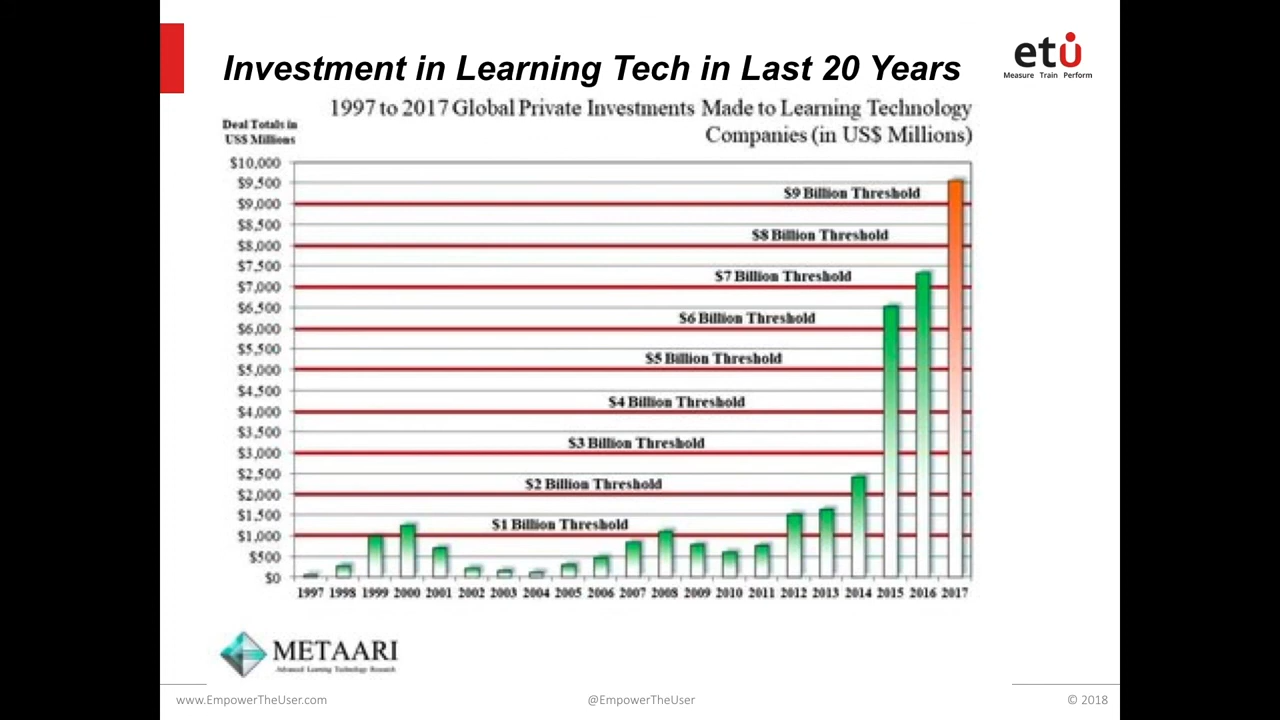 Investment in Learning Tech in Last 20 Years
etu
Measure Train Perform
1997 to 2017 Global Private Investments Made to Learning Technology
Companies (in US$ Millions)
Deal Totals in
US$ Millions
$10,000
$9,500
$9 Billion Threshold
$9,000
$8,500
$8 Billion Threshold
$8,000
$7,500
$7 Billion Threshold
$7,000
$6,500
$6 Billion Threshold
$6,000
$5,500
$5 Billion Threshold
$5,000
$4,500
$4 Billion Threshold
$4,000
$3,500
$3 Billion Threshold
$3,000
$2,500
$2 Billion Threshold
$2,000
$1,500
$1 Billion Threshold
$1,000
$500
$0
1997 1998 1999 2000 2001 2002 2003 2004 2005 2006 2007 2008 2009 2010 2011 2012 2013 2014 2015 2016 2017
METAARI
Advanced Learning Technology Research
www.EmpowerTheUser.com
@EmpowerTheUser
© 2018